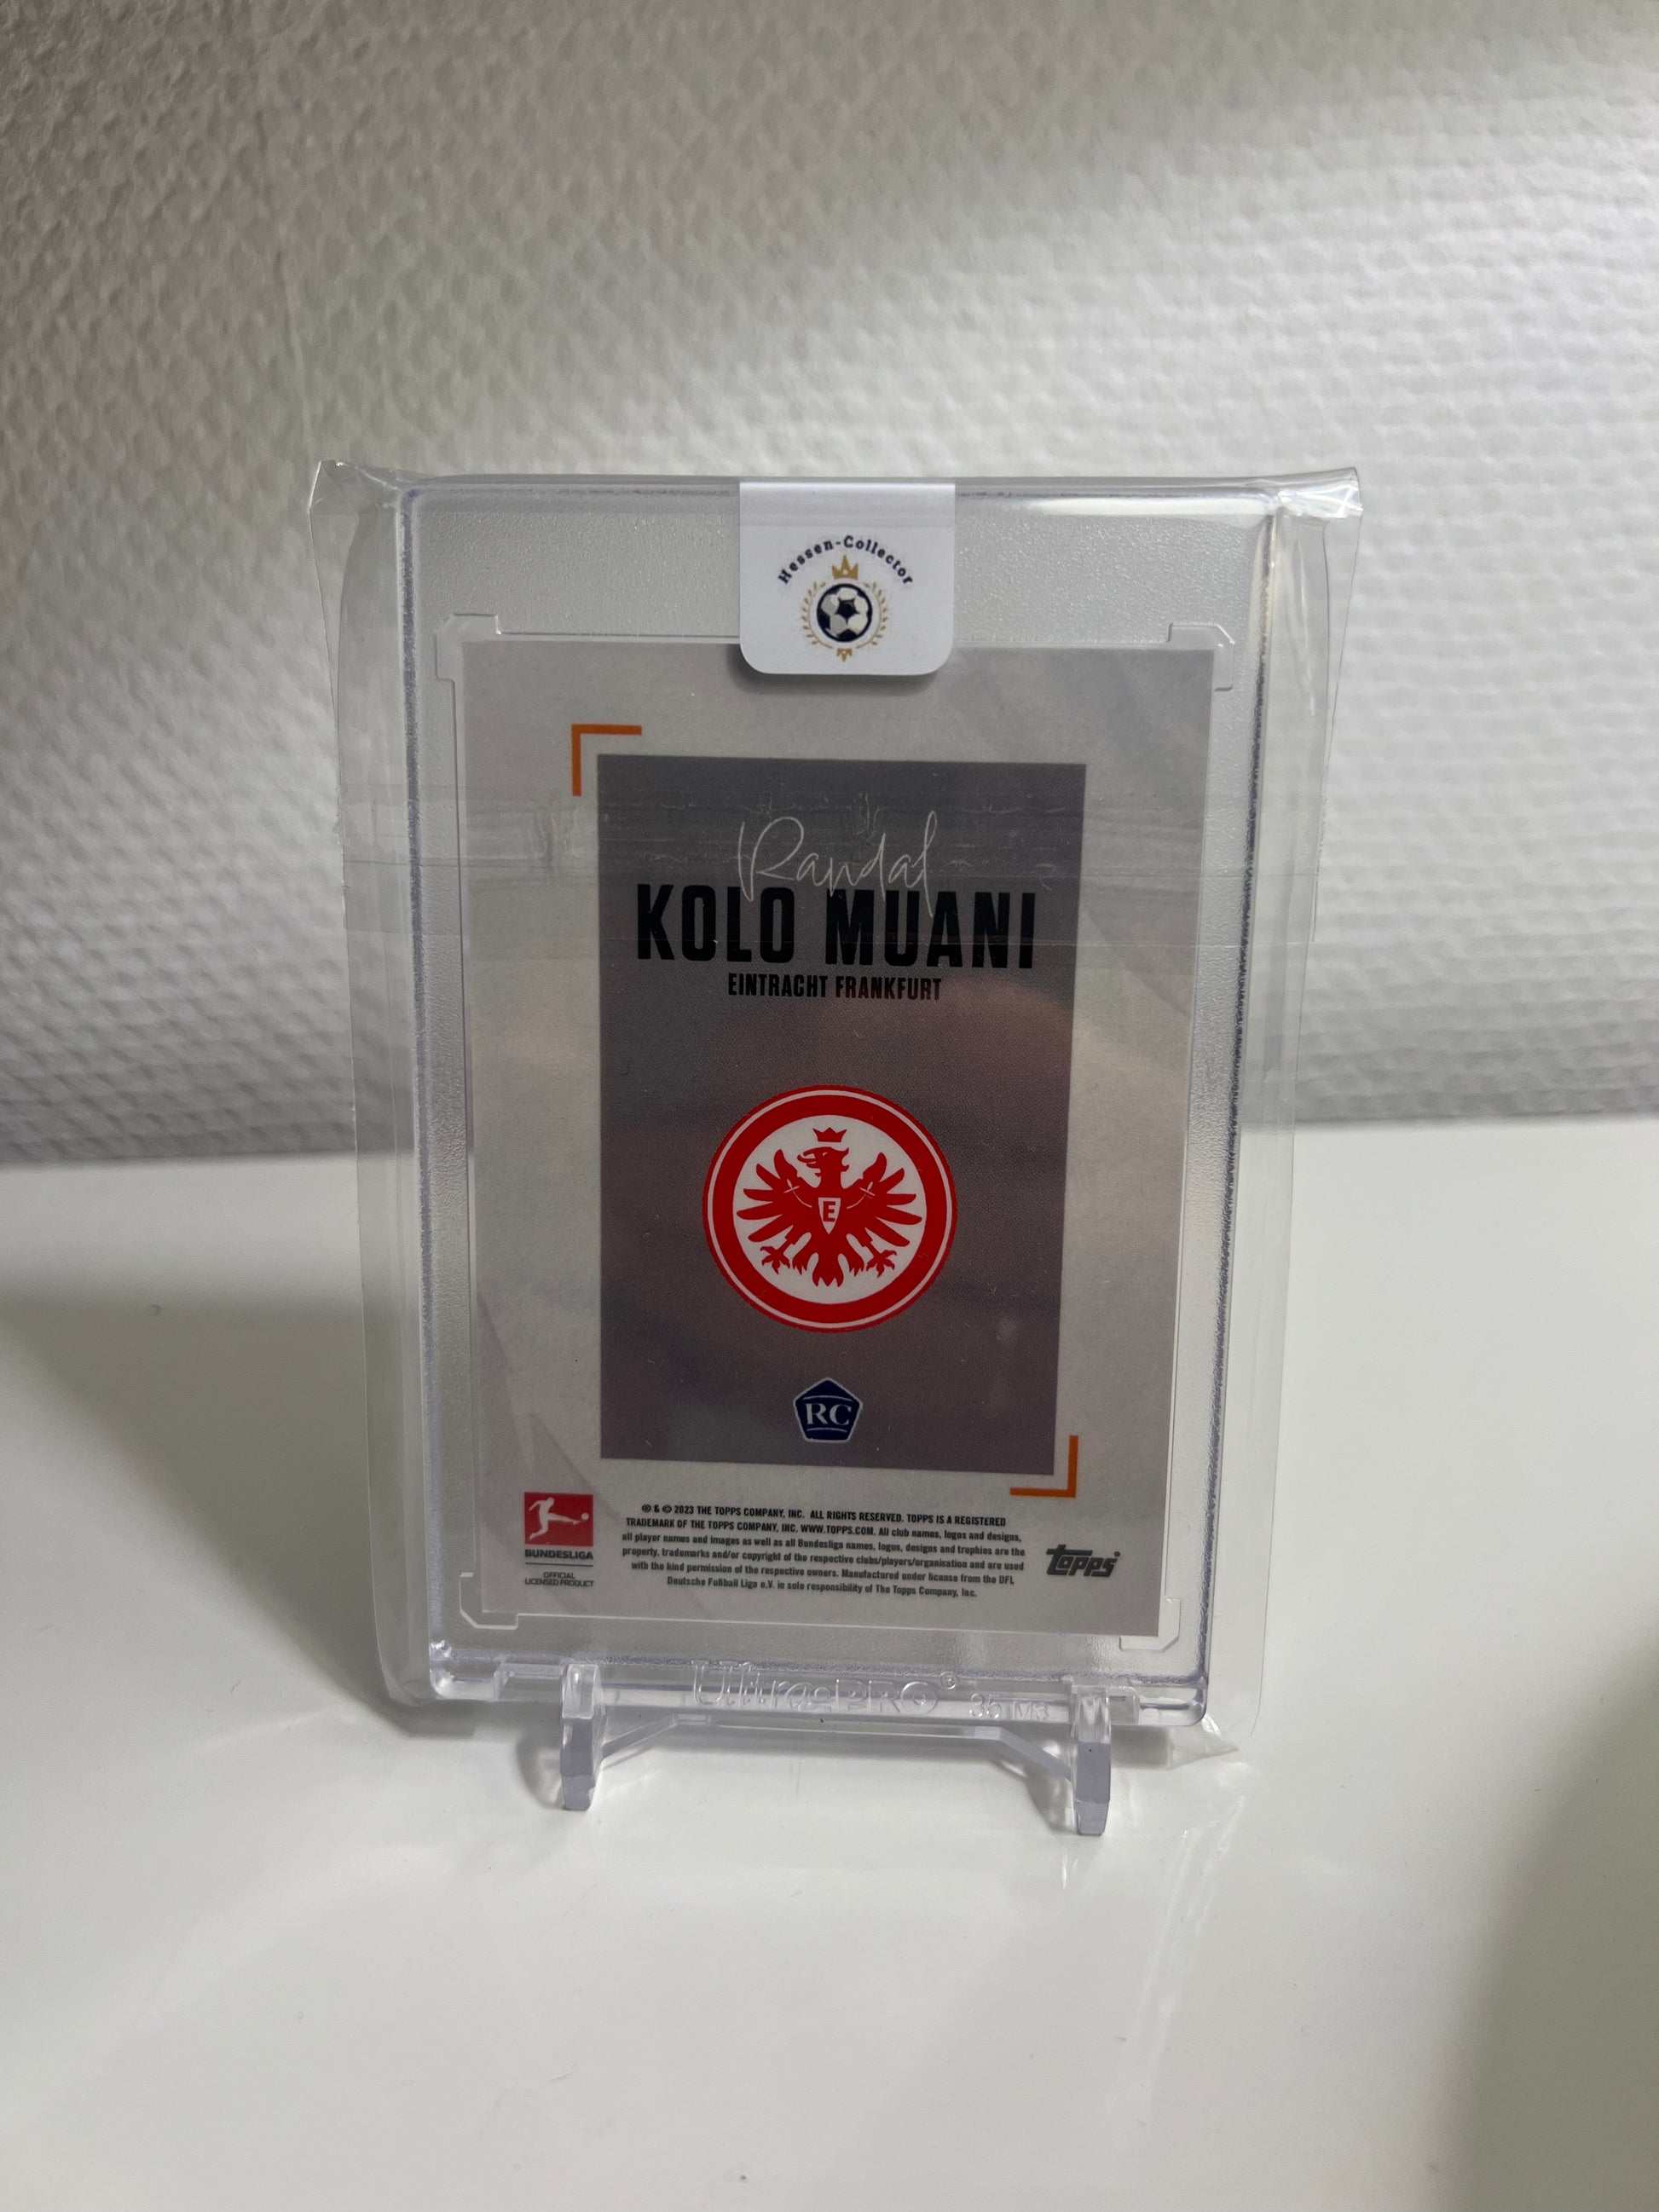 Hessen-Collector
Randal
KOLO MUANI
EINTRACHT FRANKFURT
E
RC
BUNDESLIGA
OFFICIAL
LICENSED PRODUCT
® & © 2023 THE TOPPS COMPANY, INC. ALL RIGHTS RESERVED. TOPPS IS A REGISTERED
TRADEMARK OF THE TOPPS COMPANY, INC. WWW.TOPPS.COM. All club names, logos and designs,
all player names and images as well as all Bundesliga names, logos, designs and trophies are the
property, trademarks and/or copyright of the respective clubs/players/organisation and are used
with the kind permission of the respective owners. Manufactured under license from the DFL
Deutsche Fußball Liga e.V. in sole responsibility of The Topps Company, Inc.
topps
Ultra-PRO® 35 M3